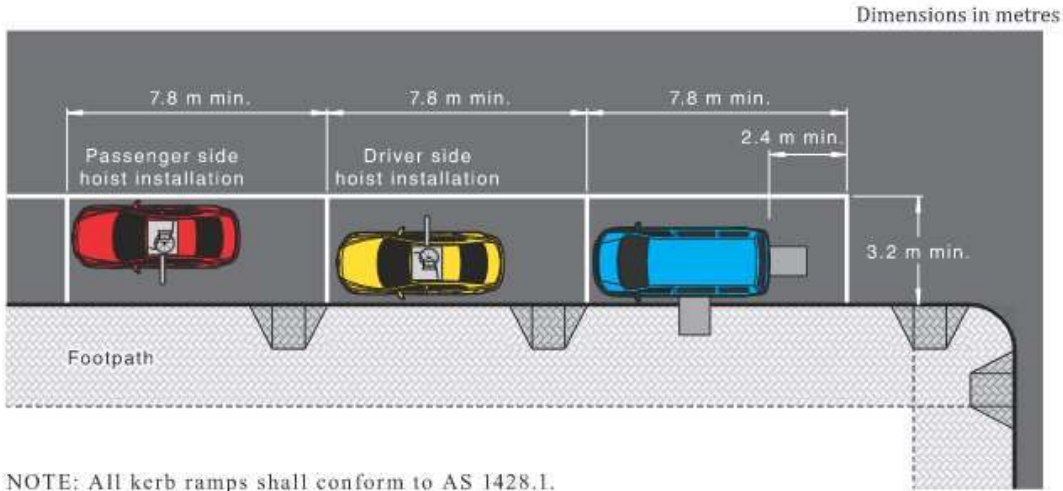 Dimensions in metres
7.8 m min.
7.8 m min.
7.8 m min.
2.4 m min.
Passenger side
hoist installation
Driver side
hoist installation
3.2 m min.
Footpath
NOTE: All kerb ramps shall conform to AS 1428.1.